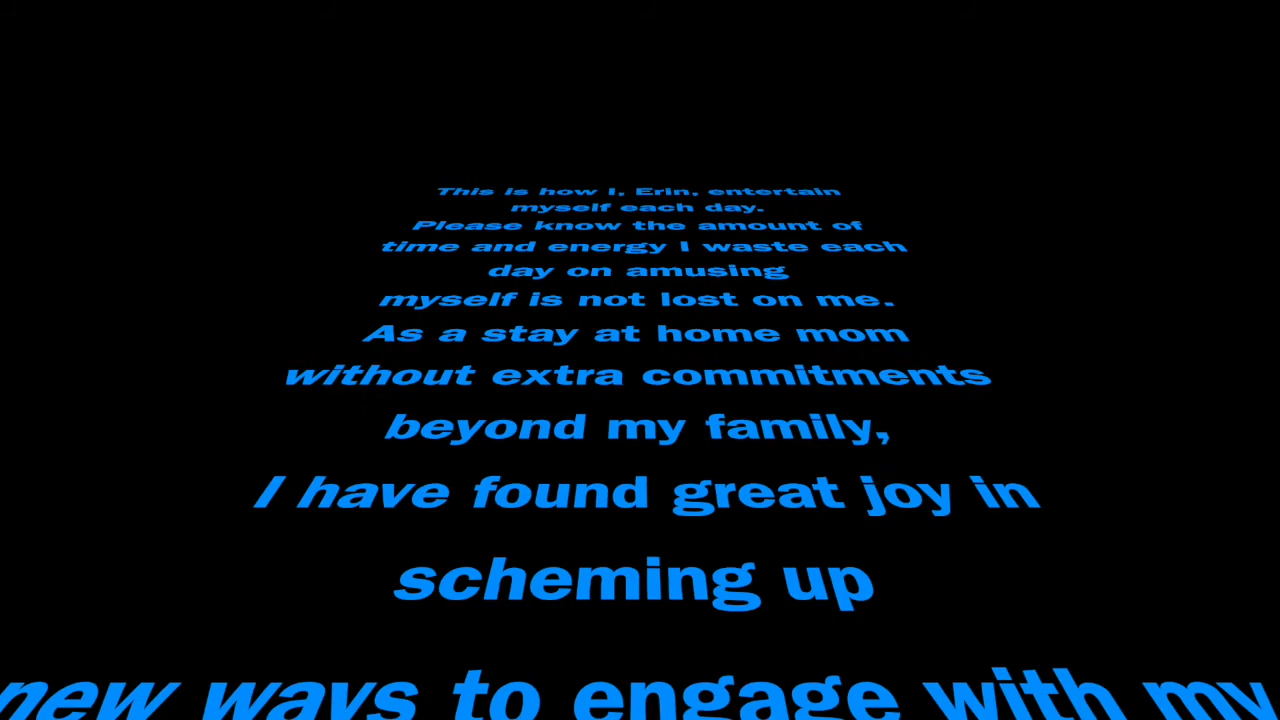 This is how I, Erin, entertain
myself each day.
Please know the amount of
time and energy I waste each
day on amusing
myself is not lost on me.
As a stay at home mom
without extra commitments
beyond my family,
I have found great joy in
scheming up
new ways to engage with my